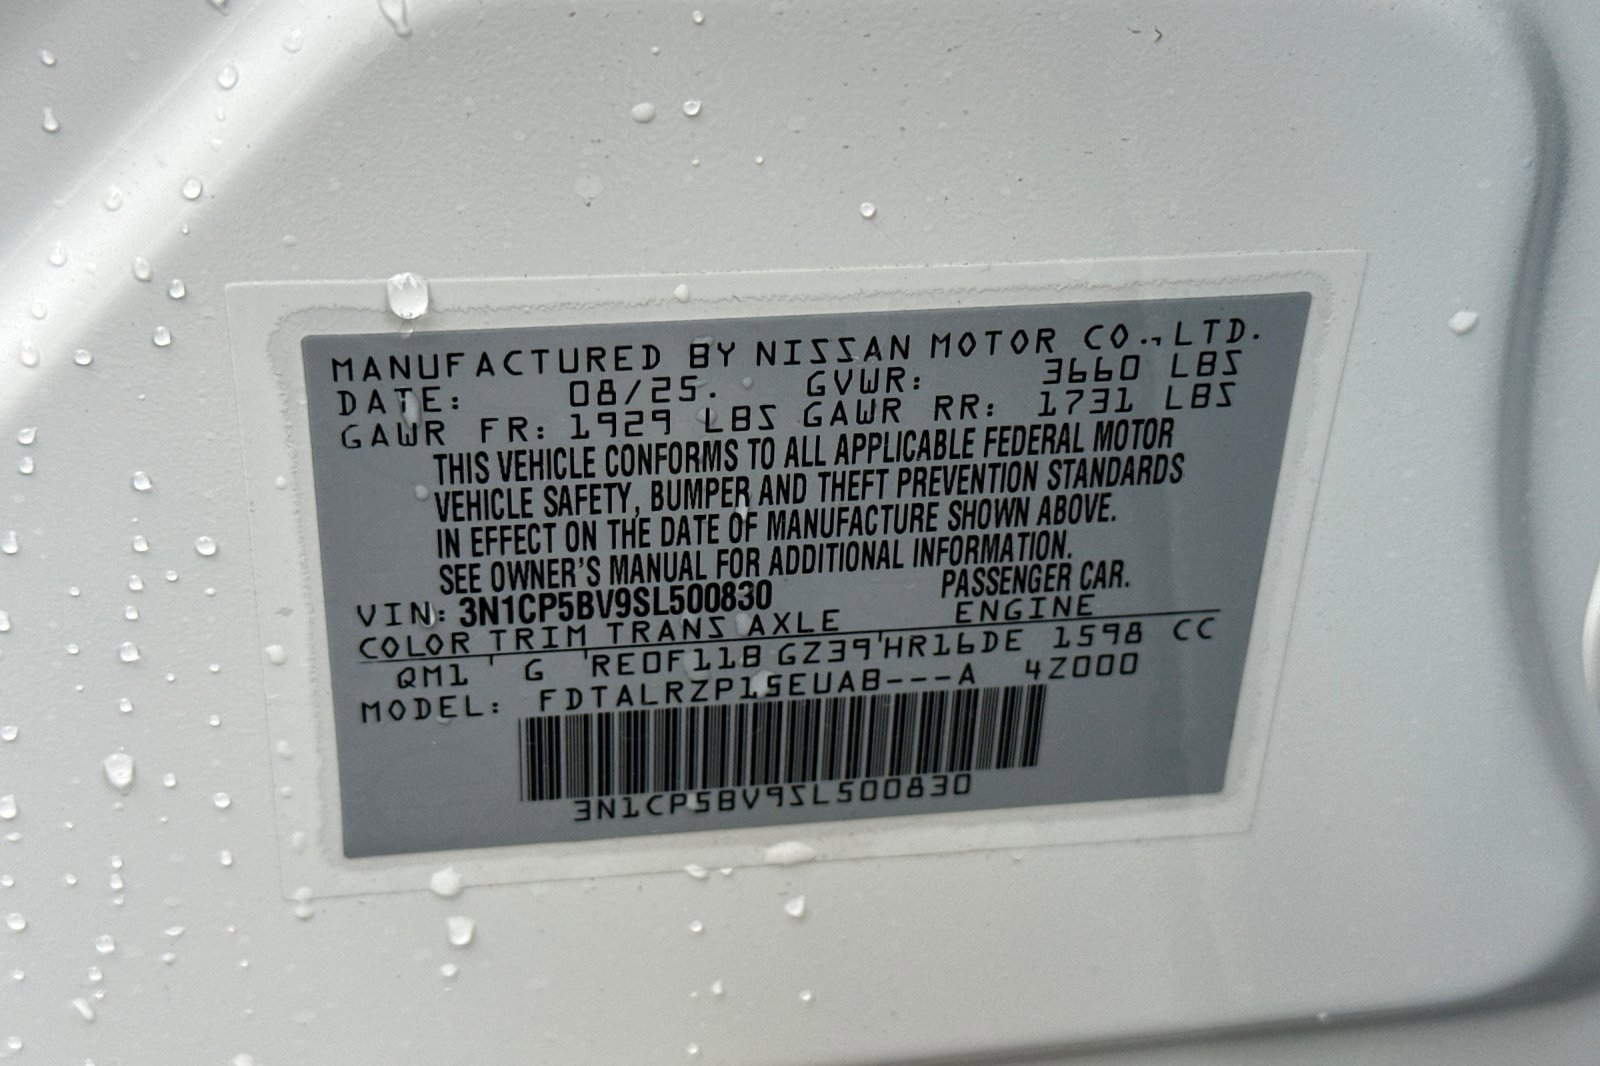 MANUFACTURED BY NISSAN MOTOR CO.,LTD.
DATE: 08/25. GVWR: 3660 LBS
GAWR FR: 1929 LBS GAWR RR: 1731 LBS
THIS VEHICLE CONFORMS TO ALL APPLICABLE FEDERAL MOTOR
VEHICLE SAFETY, BUMPER AND THEFT PREVENTION STANDARDS
IN EFFECT ON THE DATE OF MANUFACTURE SHOWN ABOVE.
SEE OWNER'S MANUAL FOR ADDITIONAL INFORMATION.
VIN: 3N1CP5BV9SL500830 PASSENGER CAR.
COLOR TRIM TRANS AXLE ENGINE
QM1 ' G 'RE0F11B GZ39'HR16DE 1598 CC
MODEL: FDTALRZP15EUAB---A 4Z000
3N1CP5BV9SL500830